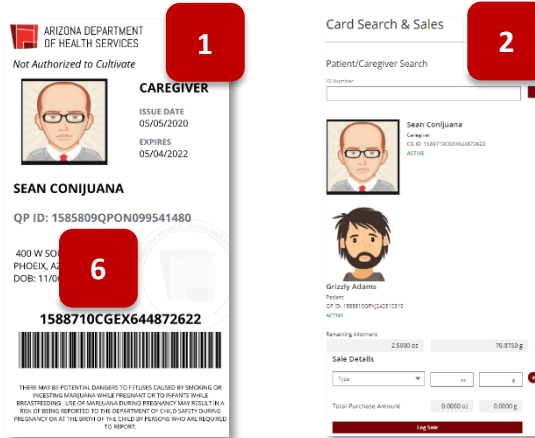 ARIZONA DEPARTMENT
OF HEALTH SERVICES
1
Not Authorized to Cultivate
CAREGIVER
ISSUE DATE
05/05/2020
EXPIRES
05/04/2022
SEAN CONIJUANA
QP ID: 1585809QPON099541480
400 W SO
PHOEIX, AZ
DOB: 11/0
6
1588710CGEX644872622
THERE MAY BE POTENTIAL DANGERS TO FETUSES CAUSED BY SMOKING OR
INGESTING MARIJUANA WHILE PREGNANT OR TO INFANTS WHILE
BREASTFEEDING. USE OF MARIJUANA DURING PREGNANCY MAY RESULT IN A
RISK OF BEING REPORTED TO THE DEPARTMENT OF CHILD SAFETY DURING
PREGNANCY OR AT THE BIRTH OF THE CHILD BY PERSONS WHO ARE REQUIRED
TO REPORT.
Card Search & Sales
2
Patient/Caregiver Search
ID Number
Sean Conijuana
Caregiver
CG ID: 1588710CGEX644872622
ACTIVE
Grizzly Adams
Patient
ACTIVE
Remaining Allotment
2.5000 oz 70.8750 g
Sale Details
Type oz g
Total Purchase Amount 0.0000 oz 0.0000 g
Log Sale